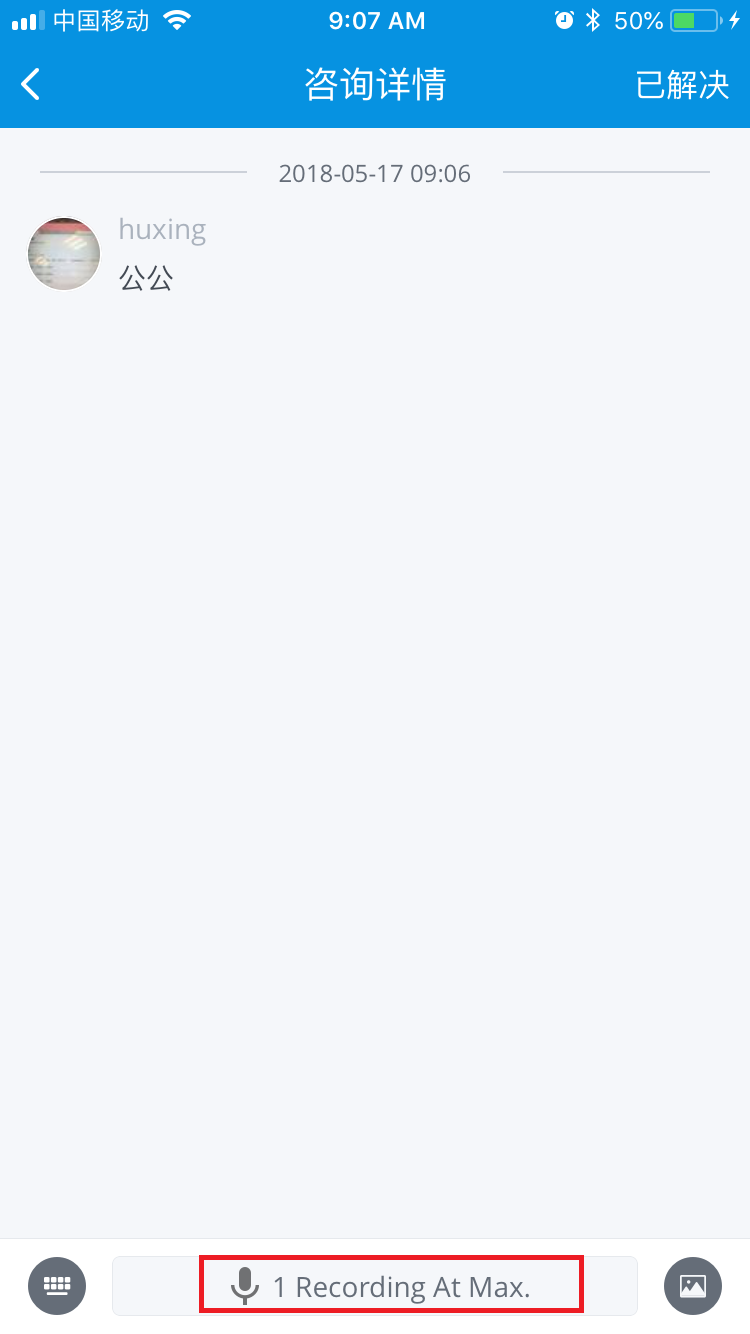 中国移动 9:07 AM 50%
咨询详情 已解决
2018-05-17 09:06
huxing
公公
1 Recording At Max.